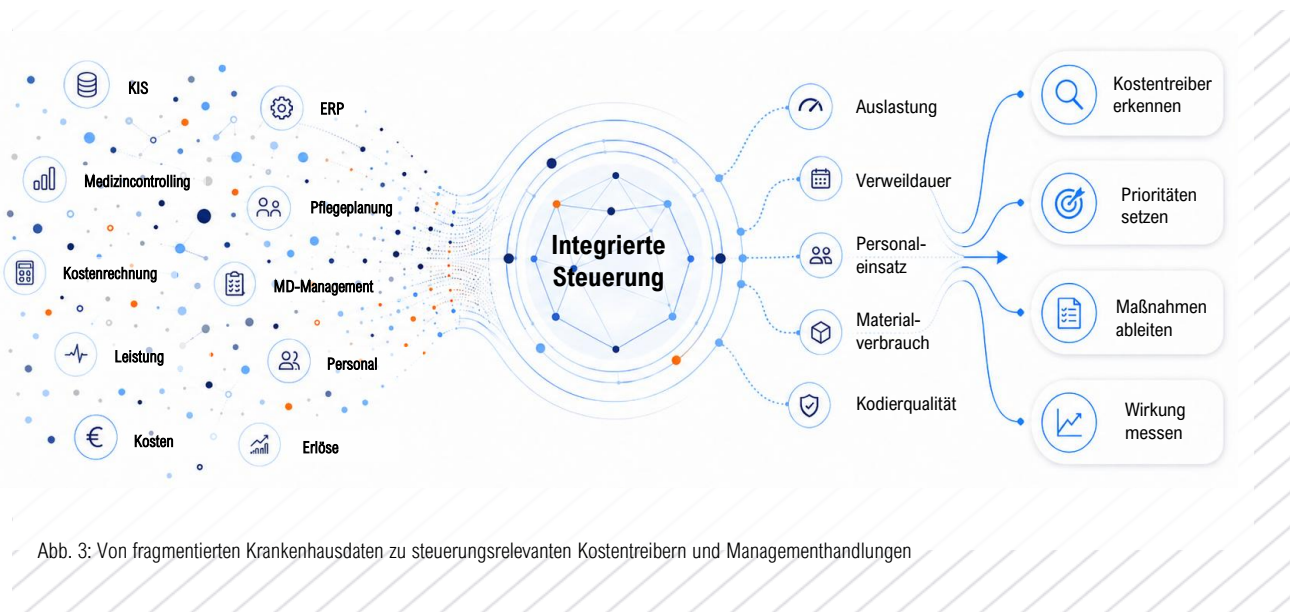 KIS
ERP
Medizincontrolling
Pflegeplanung
Kostenrechnung
MD-Management
Leistung
Personal
Kosten
Erlöse
Integrierte
Steuerung
Auslastung
Verweildauer
Personal-
einsatz
Material-
verbrauch
Kodierqualität
Kostentreiber
erkennen
Prioritäten
setzen
Maßnahmen
ableiten
Wirkung
messen
Abb. 3: Von fragmentierten Krankenhausdaten zu steuerungsrelevanten Kostentreibern und Managementhandlungen